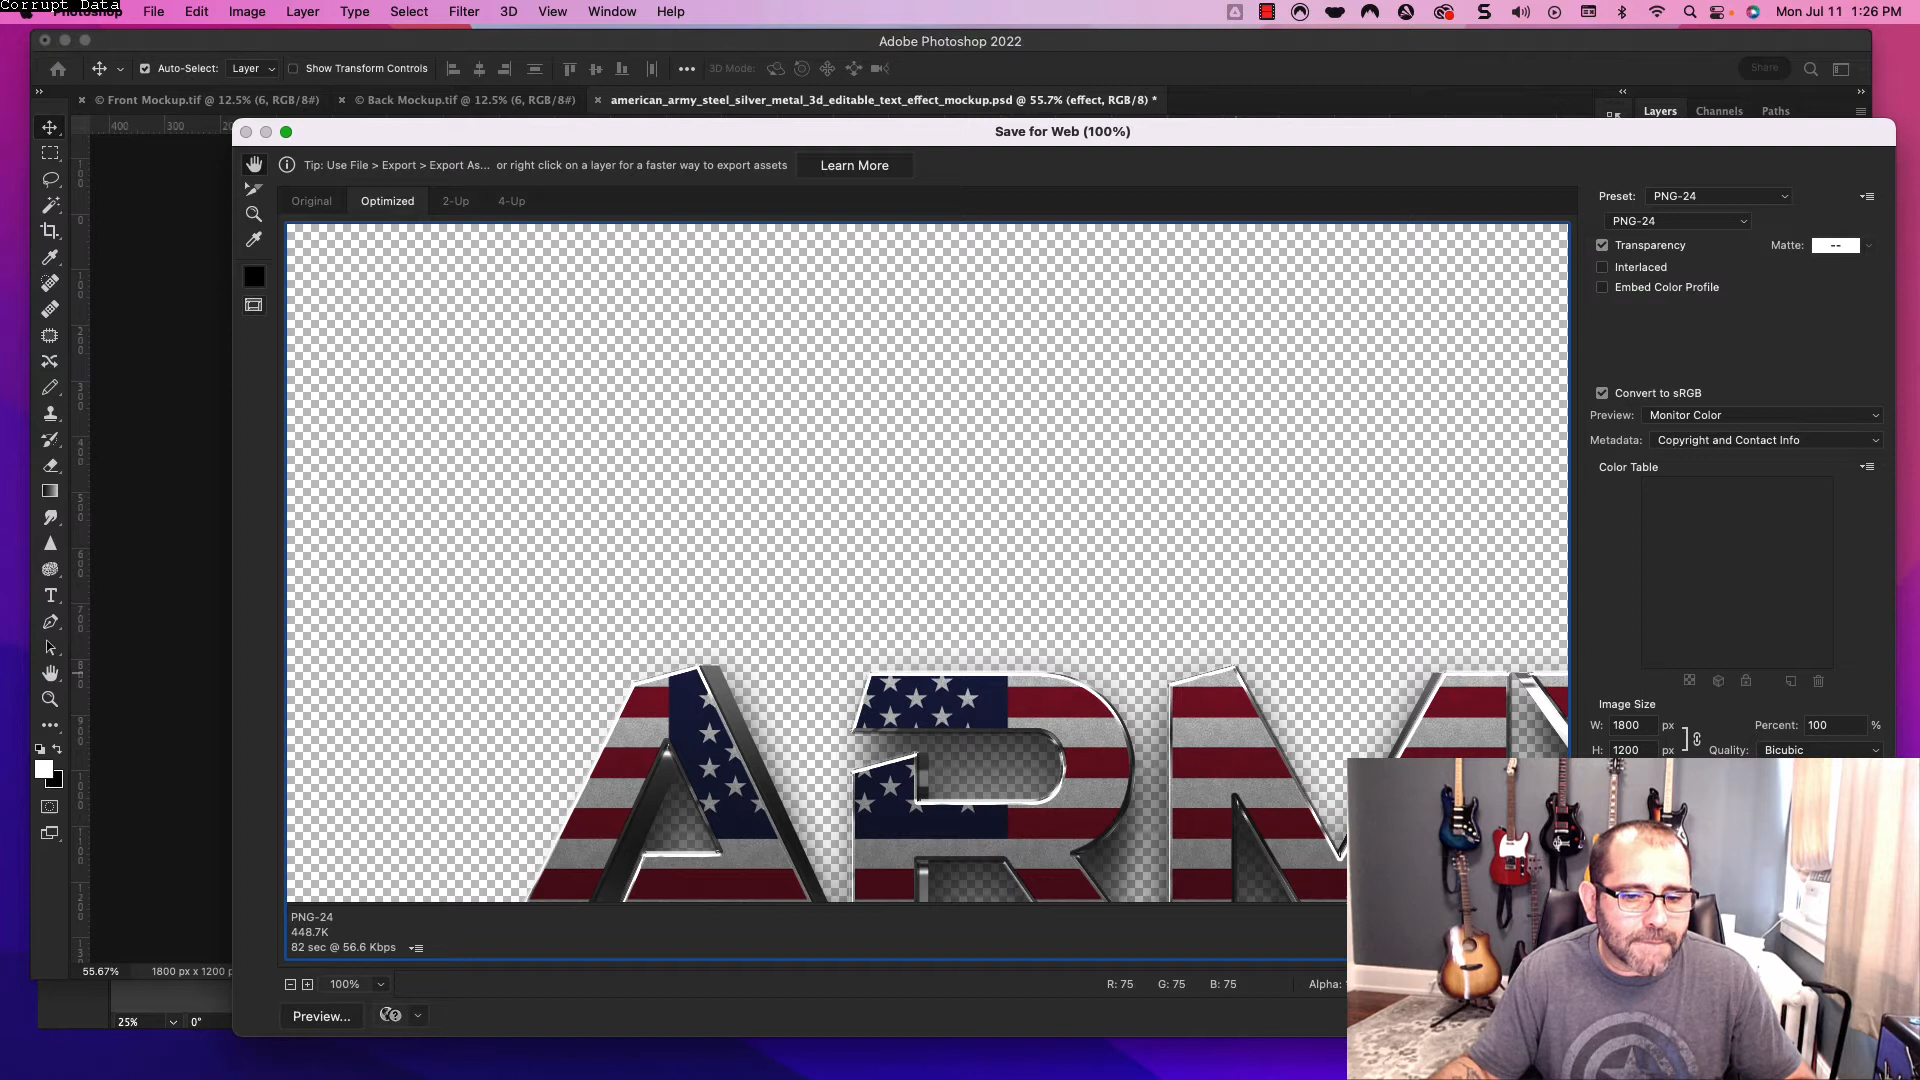 Corrupt Data
Photoshop File Edit Image Layer Type Select Filter 3D View Window Help
Mon Jul 11 1:26 PM
Adobe Photoshop 2022
Auto-Select: Layer Show Transform Controls 3D Mode: Share
© Front Mockup.tif @ 12.5% (6, RGB/8#) © Back Mockup.tif @ 12.5% (6, RGB/8#) american_army_steel_silver_metal_3d_editable_text_effect_mockup.psd @ 55.7% (effect, RGB/8) *
Layers Channels Paths
400 300
Save for Web (100%)
Tip: Use File > Export > Export As... or right click on a layer for a faster way to export assets Learn More
Original Optimized 2-Up 4-Up
Preset: PNG-24
PNG-24
Transparency Matte: --
Interlaced
Embed Color Profile
Convert to sRGB
Preview: Monitor Color
Metadata: Copyright and Contact Info
Color Table
Image Size
W: 1800 px Percent: 100 %
H: 1200 px Quality: Bicubic
ARM
PNG-24
448.7K
82 sec @ 56.6 Kbps
55.67% 1800 px x 1200 p
100% R: 75 G: 75 B: 75 Alpha:
Preview...
25% 0°